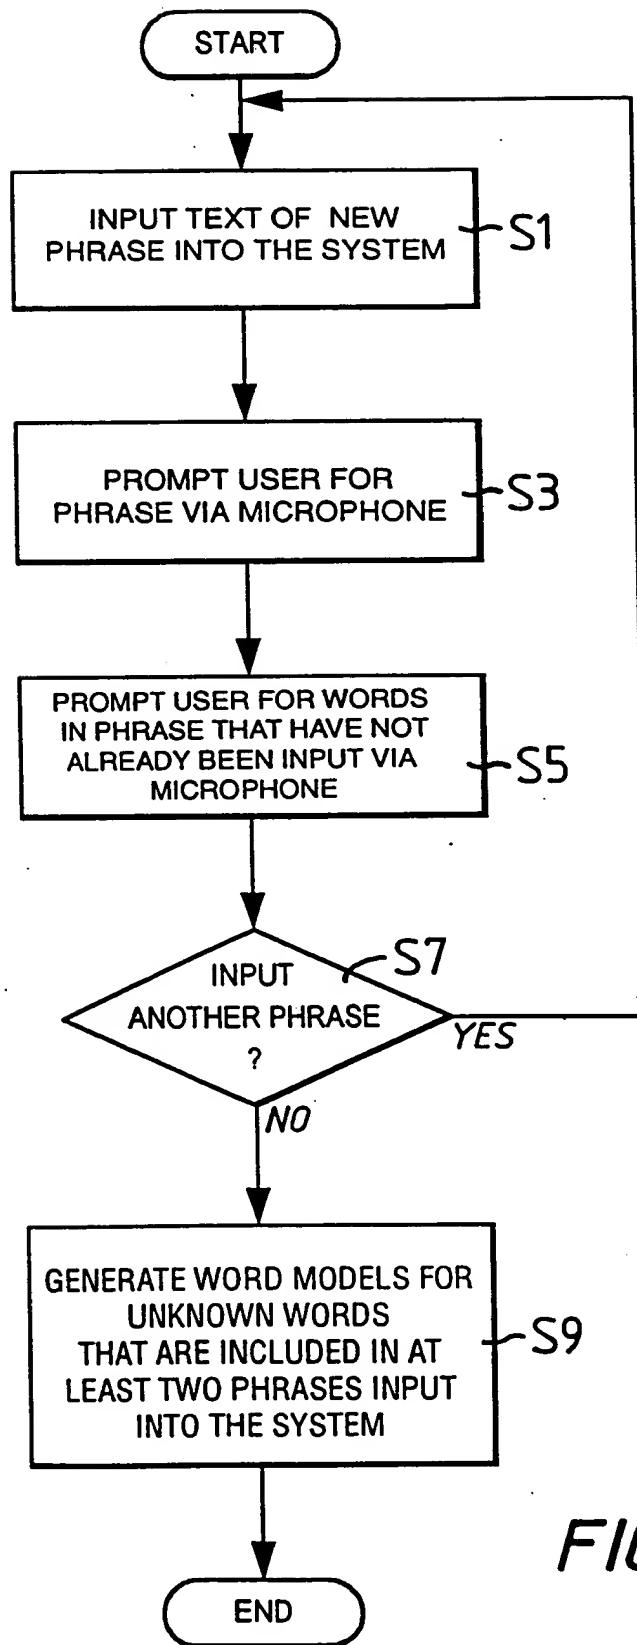 START
INPUT TEXT OF NEW
PHRASE INTO THE SYSTEM
S1
PROMPT USER FOR
PHRASE VIA MICROPHONE
S3
PROMPT USER FOR WORDS
IN PHRASE THAT HAVE NOT
ALREADY BEEN INPUT VIA
MICROPHONE
S5
S7
INPUT
ANOTHER PHRASE
?
YES
NO
GENERATE WORD MODELS FOR
UNKNOWN WORDS
THAT ARE INCLUDED IN AT
LEAST TWO PHRASES INPUT
INTO THE SYSTEM
S9
END